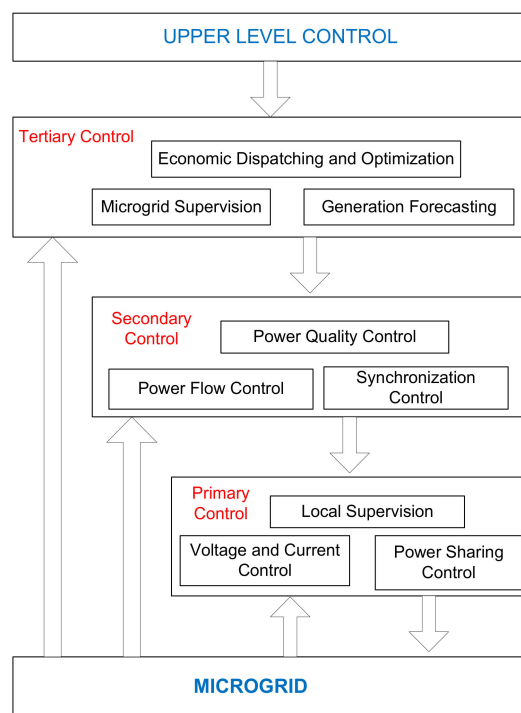 UPPER LEVEL CONTROL
Tertiary Control
Economic Dispatching and Optimization
Microgrid Supervision
Generation Forecasting
Secondary
Control
Power Quality Control
Power Flow Control
Synchronization
Control
Primary
Control
Local Supervision
Voltage and Current
Control
Power Sharing
Control
MICROGRID